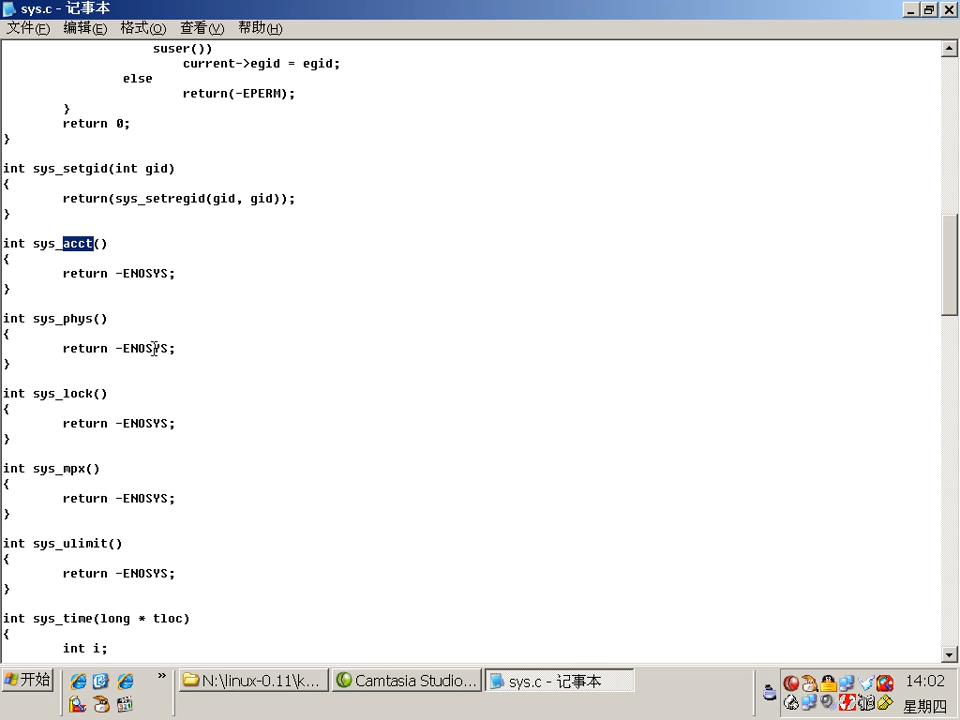 sys.c - 记事本
文件(F) 编辑(E) 格式(O) 查看(V) 帮助(H)
suser())
current->egid = egid;
else
return(-EPERM);
}
return 0;
}
int sys_setgid(int gid)
{
return(sys_setregid(gid, gid));
}
int sys_acct()
{
return -ENOSYS;
}
int sys_phys()
{
return -ENOSYS;
}
int sys_lock()
{
return -ENOSYS;
}
int sys_mpx()
{
return -ENOSYS;
}
int sys_ulimit()
{
return -ENOSYS;
}
int sys_time(long * tloc)
{
int i;
开始 » N:\linux-0.11\k... Camtasia Studio... sys.c - 记事本 14:02
星期四